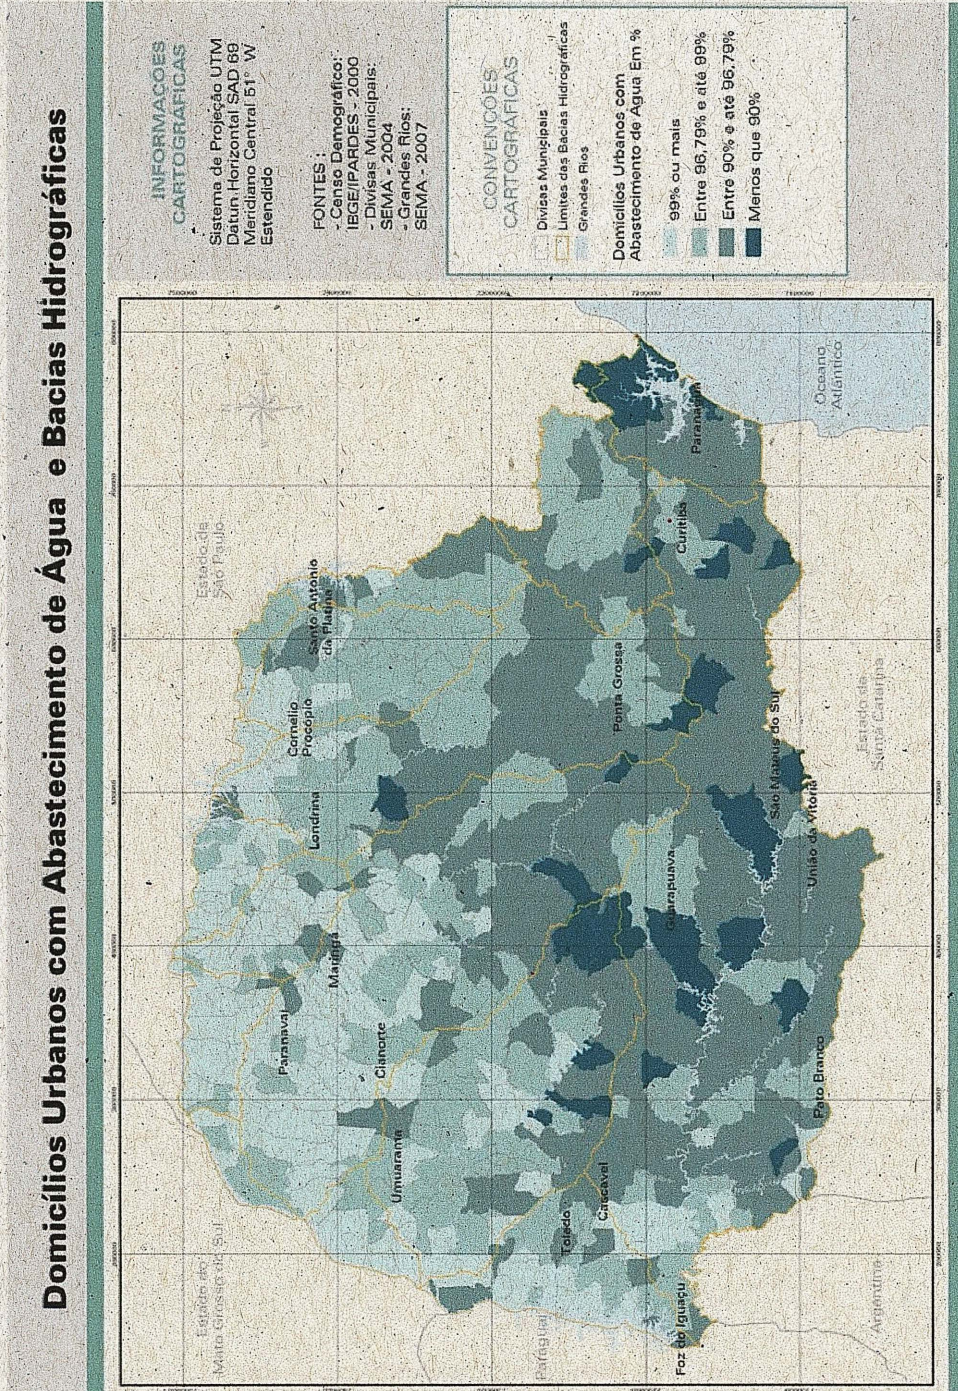 Domicílios Urbanos com Abastecimento de Água e Bacias Hidrográficas
INFORMAÇÕES
CARTOGRÁFICAS
Sistema de Projeção UTM
Datun Horizontal SAD 69
Meridiano Central 51° W
Estendido
FONTES :
- Censo Demográfico:
IBGE/IPARDES - 2000
- Divisas Municipais:
SEMA - 2004
- Grandes Rios:
SEMA - 2007
CONVENÇÕES
CARTOGRÁFICAS
Divisas Municipais
Limites das Bacias Hidrográficas
Grandes Rios
Domicílios Urbanos com
Abastecimento de Água Em %
99% ou mais
Entre 96,79% e até 99%
Entre 90% e até 96,79%
Menos que 90%
Estado do
Mato Grosso do Sul
Estado de
São Paulo
Santo Antonio
da Platina
Cornelio
Procópio
Londrina
Maringá
Paranavaí
Cianorte
Umuarama
Toledo
Cascavel
Foz do Iguaçu
Guarapuava
Ponta Grossa
Curitiba
Paranaguá
São Mateus do Sul
União da Vitória
Pato Branco
Paraguai
Argentina
Estado de
Santa Catarina
Oceano
Atlântico